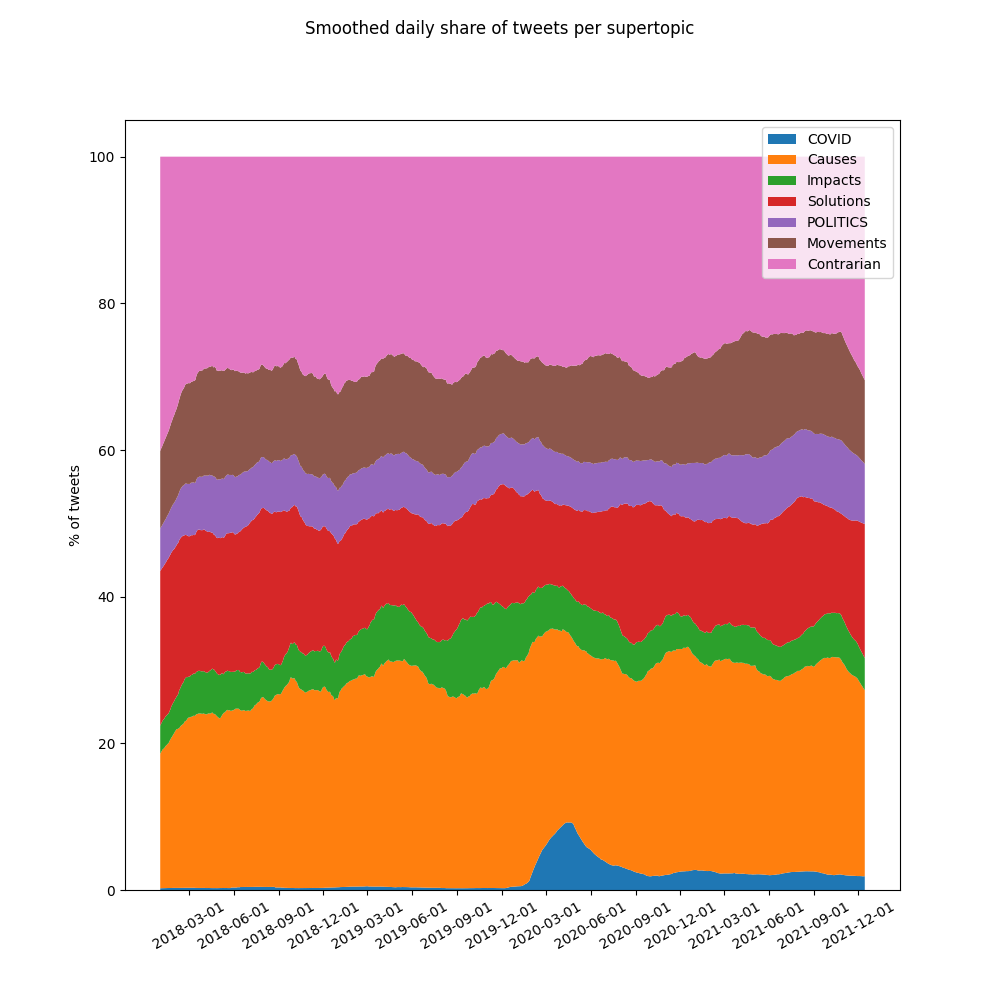 Smoothed daily share of tweets per supertopic
COVID
Causes
Impacts
Solutions
POLITICS
Movements
Contrarian
100
80
60
40
20
0
% of tweets
2018-03-01
2018-06-01
2018-09-01
2018-12-01
2019-03-01
2019-06-01
2019-09-01
2019-12-01
2020-03-01
2020-06-01
2020-09-01
2020-12-01
2021-03-01
2021-06-01
2021-09-01
2021-12-01